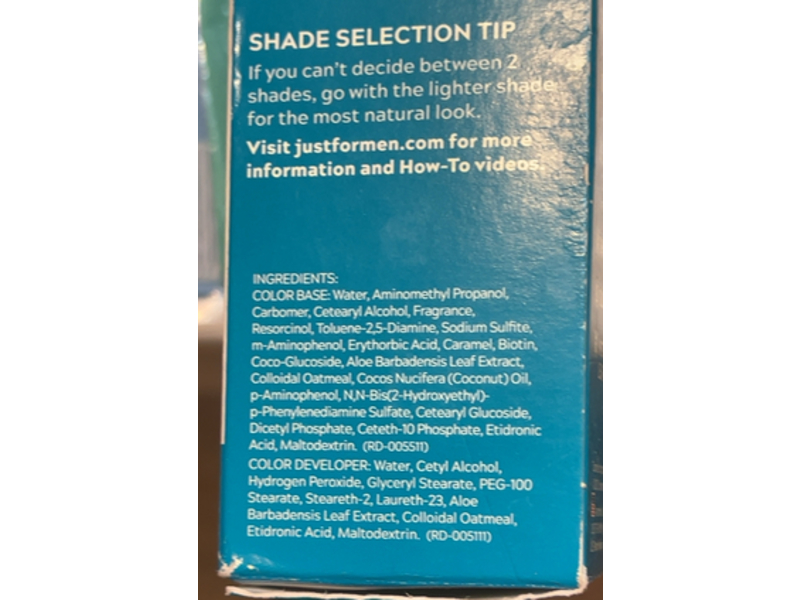 SHADE SELECTION TIP
If you can't decide between 2
shades, go with the lighter shade
for the most natural look.
Visit justformen.com for more
information and How-To videos.
INGREDIENTS:
COLOR BASE: Water, Aminomethyl Propanol,
Carbomer, Cetearyl Alcohol, Fragrance,
Resorcinol, Toluene-2,5-Diamine, Sodium Sulfite,
m-Aminophenol, Erythorbic Acid, Caramel, Biotin,
Coco-Glucoside, Aloe Barbadensis Leaf Extract,
Colloidal Oatmeal, Cocos Nucifera (Coconut) Oil,
p-Aminophenol, N,N-Bis(2-Hydroxyethyl)-
p-Phenylenediamine Sulfate, Cetearyl Glucoside,
Dicetyl Phosphate, Ceteth-10 Phosphate, Etidronic
Acid, Maltodextrin. (RD-005511)
COLOR DEVELOPER: Water, Cetyl Alcohol,
Hydrogen Peroxide, Glyceryl Stearate, PEG-100
Stearate, Steareth-2, Laureth-23, Aloe
Barbadensis Leaf Extract, Colloidal Oatmeal,
Etidronic Acid, Maltodextrin. (RD-005111)